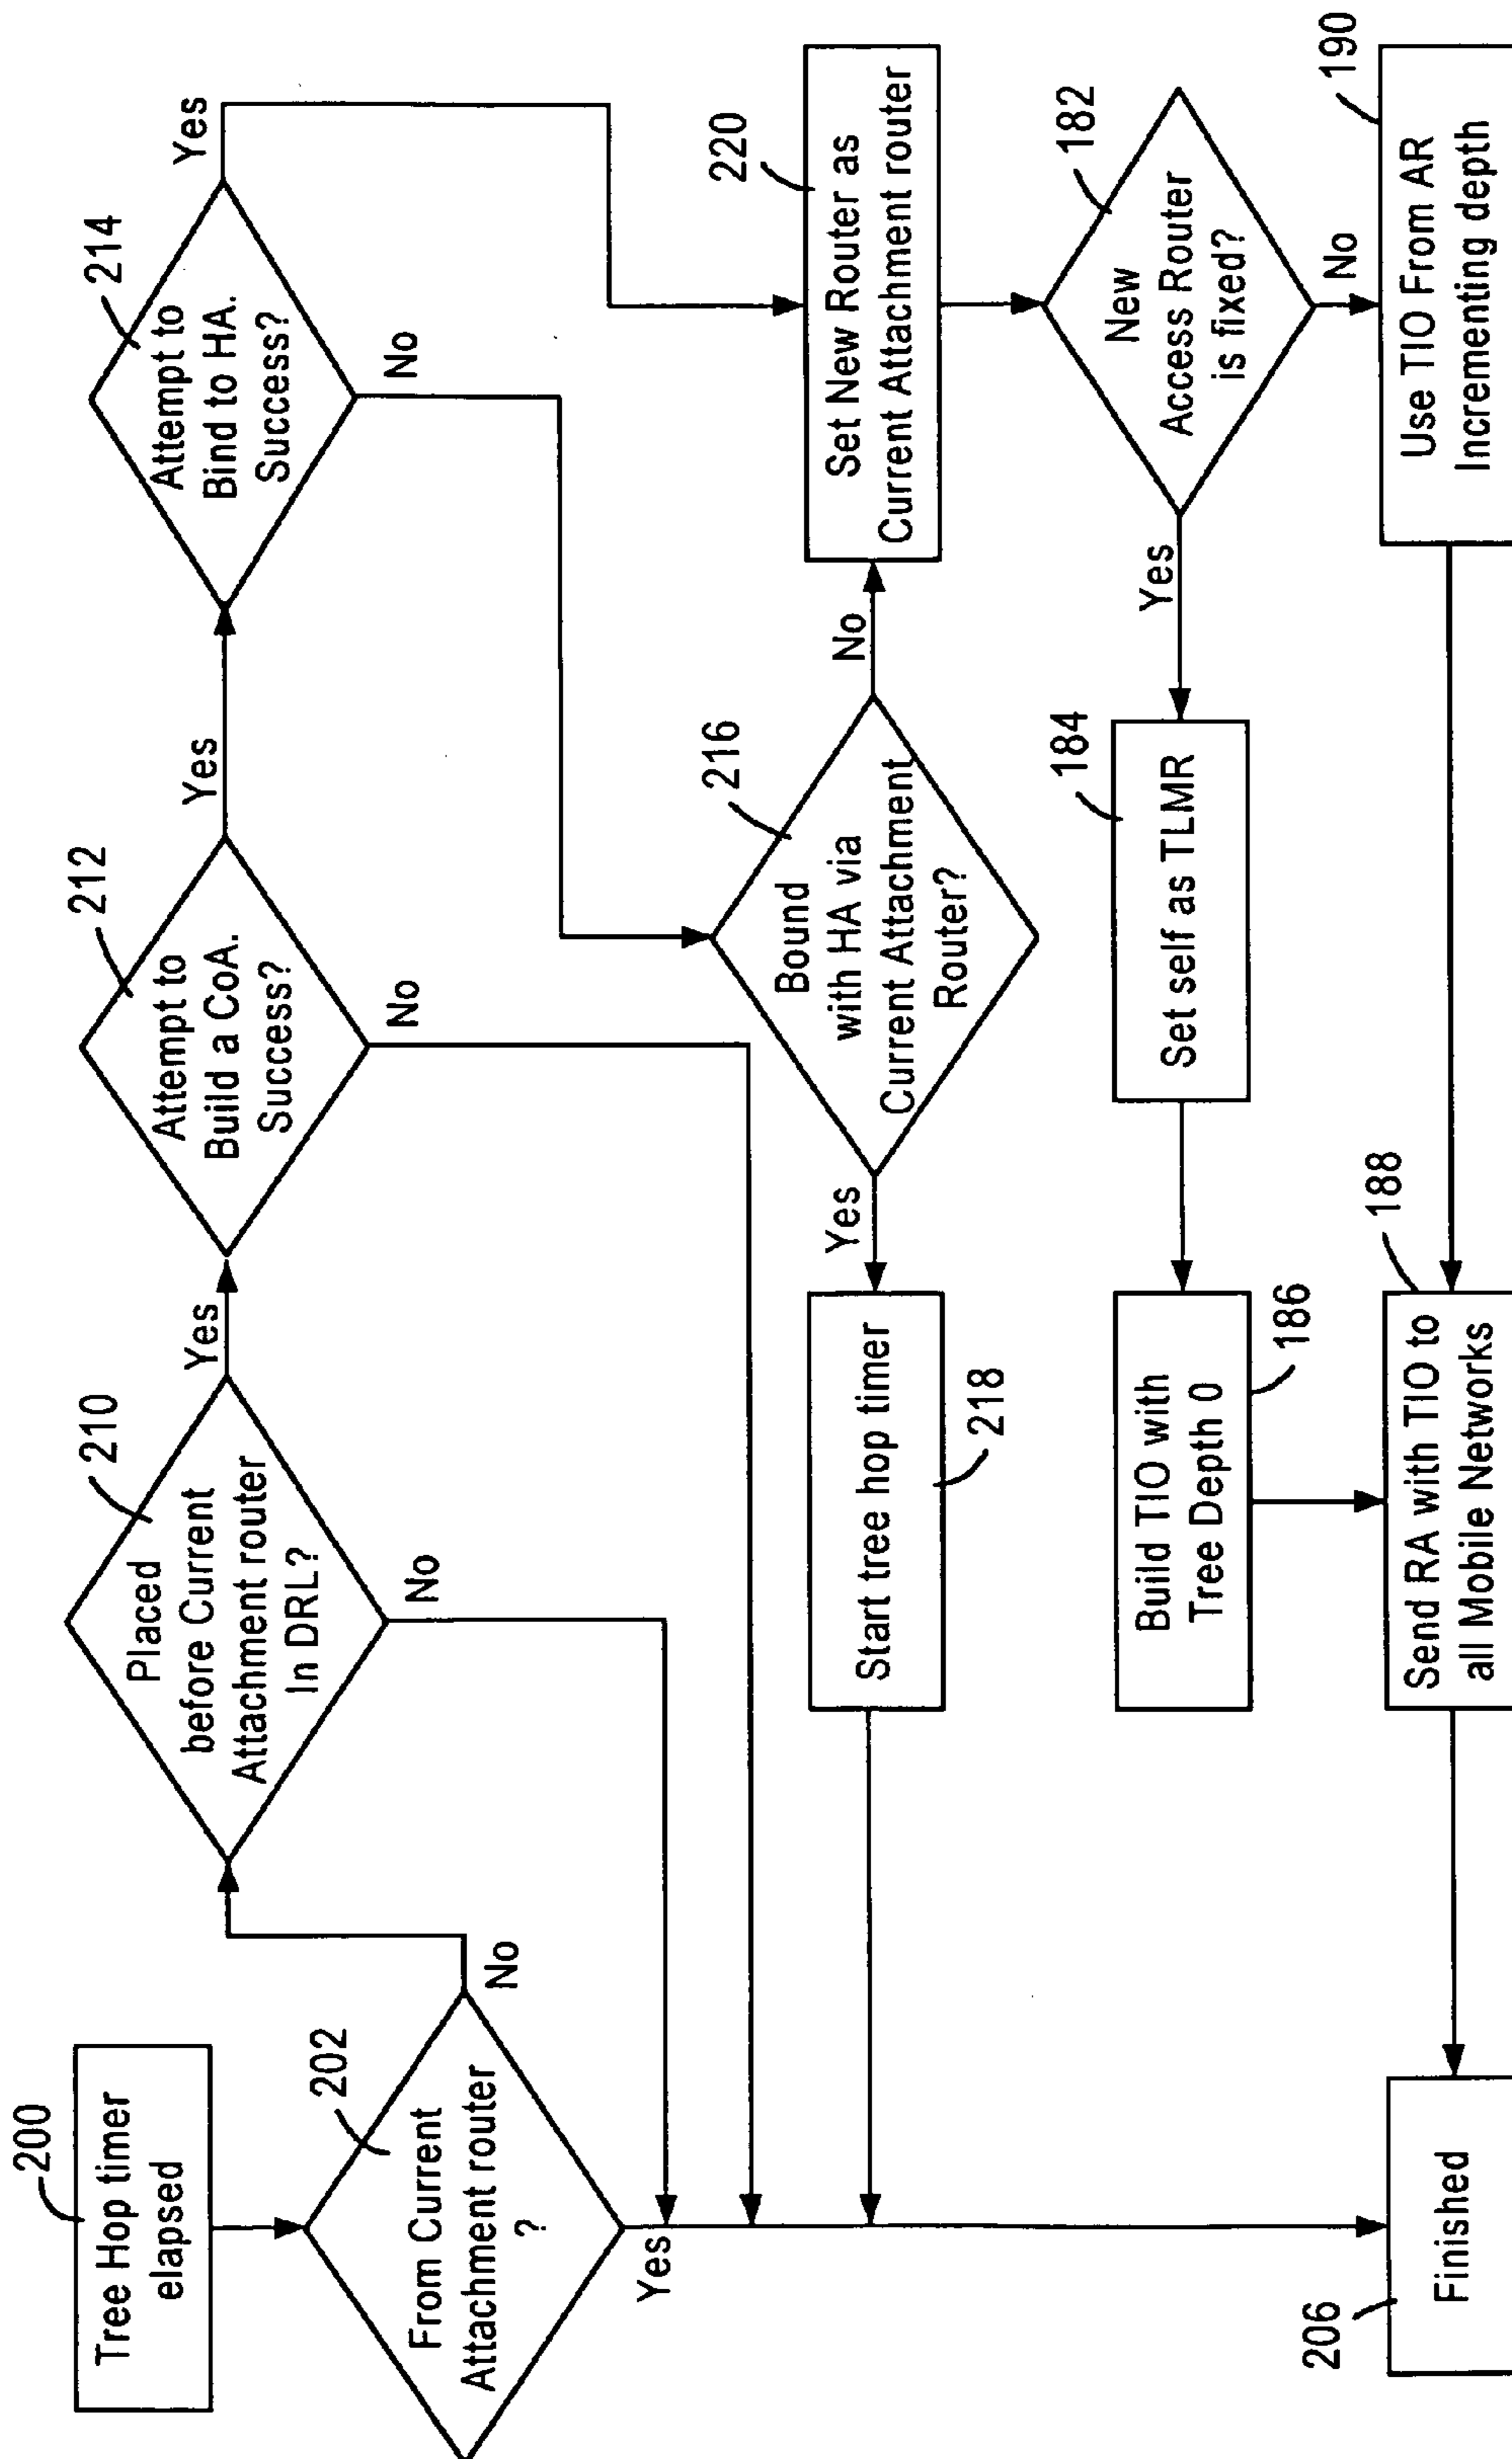 200
Tree Hop timer
elapsed
202
From Current
Attachment router
?
No
Yes
210
Placed
before Current
Attachment router
In DRL?
Yes
No
212
Attempt to
Build a CoA.
Success?
Yes
No
214
Attempt to
Bind to HA.
Success?
Yes
No
216
Bound
with HA via
Current Attachment
Router?
Yes
No
Start tree hop timer
218
220
Set New Router as
Current Attachment router
182
New
Access Router
is fixed?
Yes
No
184
Set self as TLMR
Build TIO with
Tree Depth 0
186
190
Use TIO From AR
Incrementing depth
188
Send RA with TIO to
all Mobile Networks
206
Finished